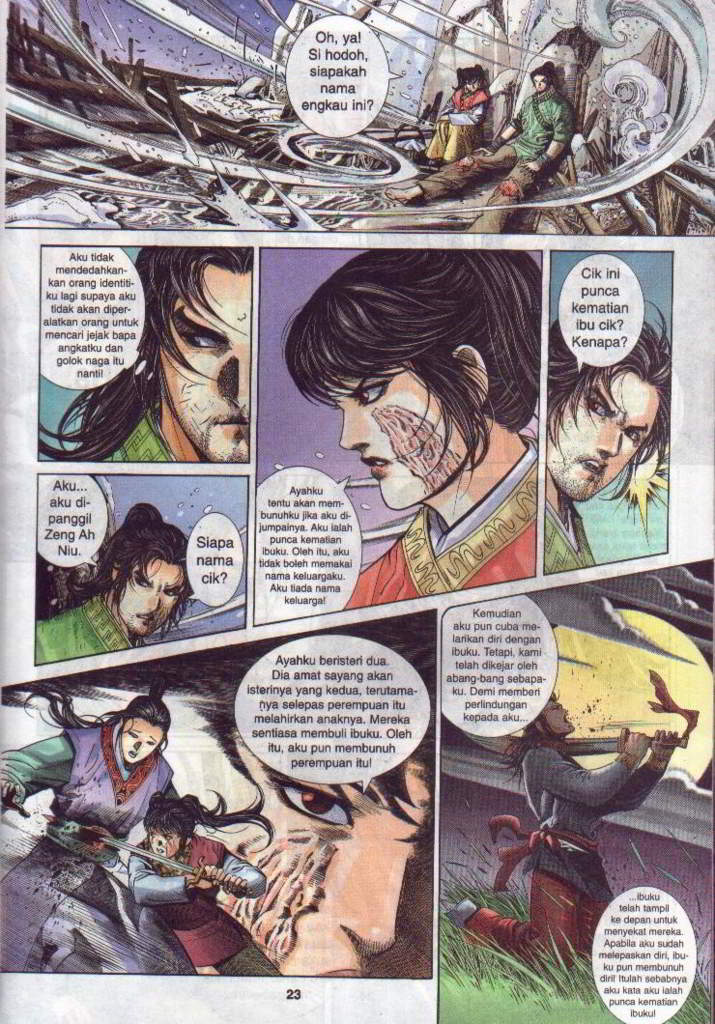 Oh, ya!
Si hodoh,
siapakah
nama
engkau ini?
Aku tidak
mendedahkan-
kan orang identiti-
ku lagi supaya aku
tidak akan diper-
alatkan orang untuk
mencari jejak bapa
angkatku dan
golok naga itu
nanti!
Aku...
aku di-
panggil
Zeng Ah
Niu.
Siapa
nama
cik?
Ayahku
tentu akan mem-
bunuhku jika aku di-
jumpainya. Aku ialah
punca kematian
ibuku. Oleh itu, aku
tidak boleh memakai
nama keluargaku.
Aku tiada nama
keluarga!
Cik ini
punca
kematian
ibu cik?
Kenapa?
Ayahku beristeri dua.
Dia amat sayang akan
isterinya yang kedua, terutama-
nya selepas perempuan itu
melahirkan anaknya. Mereka
sentiasa membuli ibuku. Oleh
itu, aku pun membunuh
perempuan itu!
Kemudian
aku pun cuba me-
larikan diri dengan
ibuku. Tetapi, kami
telah dikejar oleh
abang-bang sebapa-
ku. Demi memberi
perlindungan
kepada aku...
...ibuku
telah tampil
ke depan untuk
menyekat mereka.
Apabila aku sudah
melepaskan diri, ibu-
ku pun membunuh
diri! Itulah sebabnya
aku kata aku ialah
punca kematian
ibuku!
23